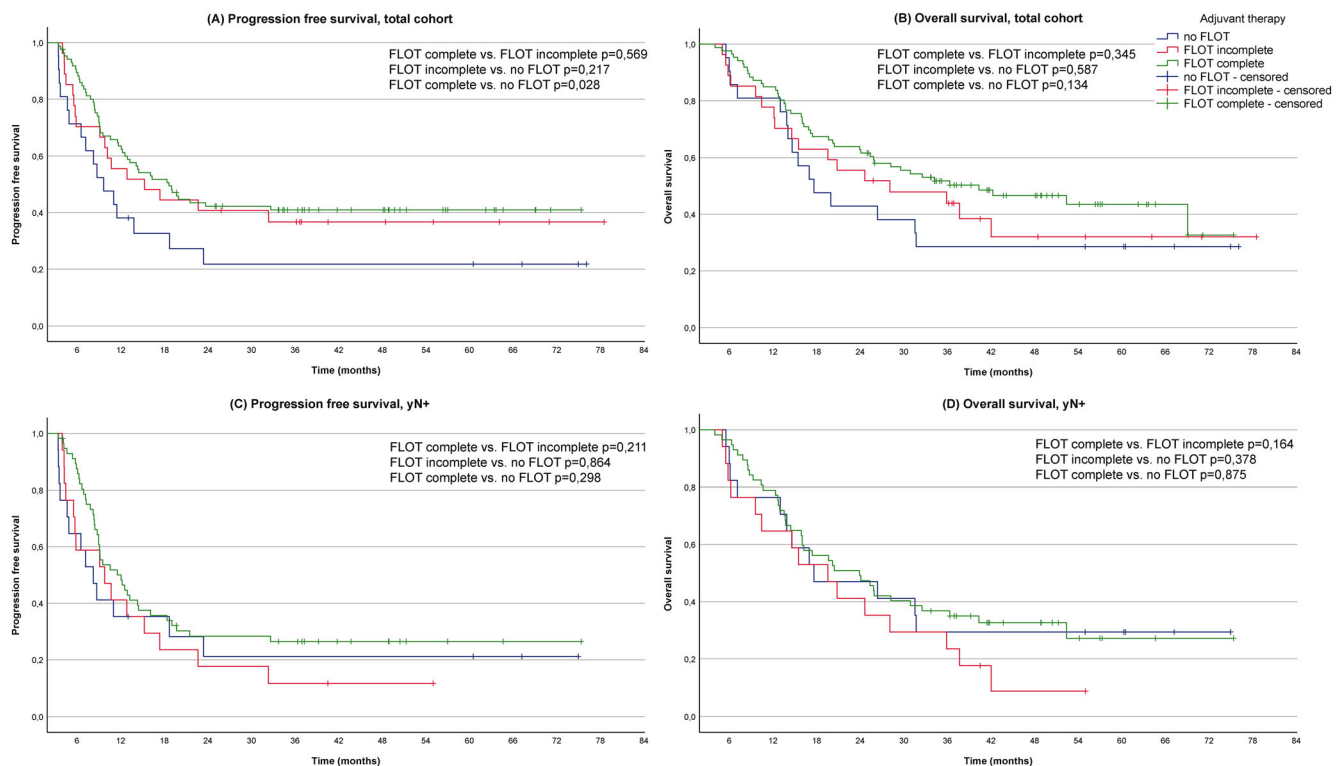 (A) Progression free survival, total cohort
FLOT complete vs. FLOT incomplete p=0,569
FLOT incomplete vs. no FLOT p=0,217
FLOT complete vs. no FLOT p=0,028
Progression free survival
1,0
0,8
0,6
0,4
0,2
0,0
6 12 18 24 30 36 42 48 54 60 66 72 78 84
Time (months)
(B) Overall survival, total cohort
FLOT complete vs. FLOT incomplete p=0,345
FLOT incomplete vs. no FLOT p=0,587
FLOT complete vs. no FLOT p=0,134
Overall survival
1,0
0,8
0,6
0,4
0,2
0,0
6 12 18 24 30 36 42 48 54 60 66 72 78 84
Time (months)
Adjuvant therapy
no FLOT
FLOT incomplete
FLOT complete
no FLOT - censored
FLOT incomplete - censored
FLOT complete - censored
(C) Progression free survival, yN+
FLOT complete vs. FLOT incomplete p=0,211
FLOT incomplete vs. no FLOT p=0,864
FLOT complete vs. no FLOT p=0,298
Progression free survival
1,0
0,8
0,6
0,4
0,2
0,0
6 12 18 24 30 36 42 48 54 60 66 72 78 84
Time (months)
(D) Overall survival, yN+
FLOT complete vs. FLOT incomplete p=0,164
FLOT incomplete vs. no FLOT p=0,378
FLOT complete vs. no FLOT p=0,875
Overall survival
1,0
0,8
0,6
0,4
0,2
0,0
6 12 18 24 30 36 42 48 54 60 66 72 78 84
Time (months)